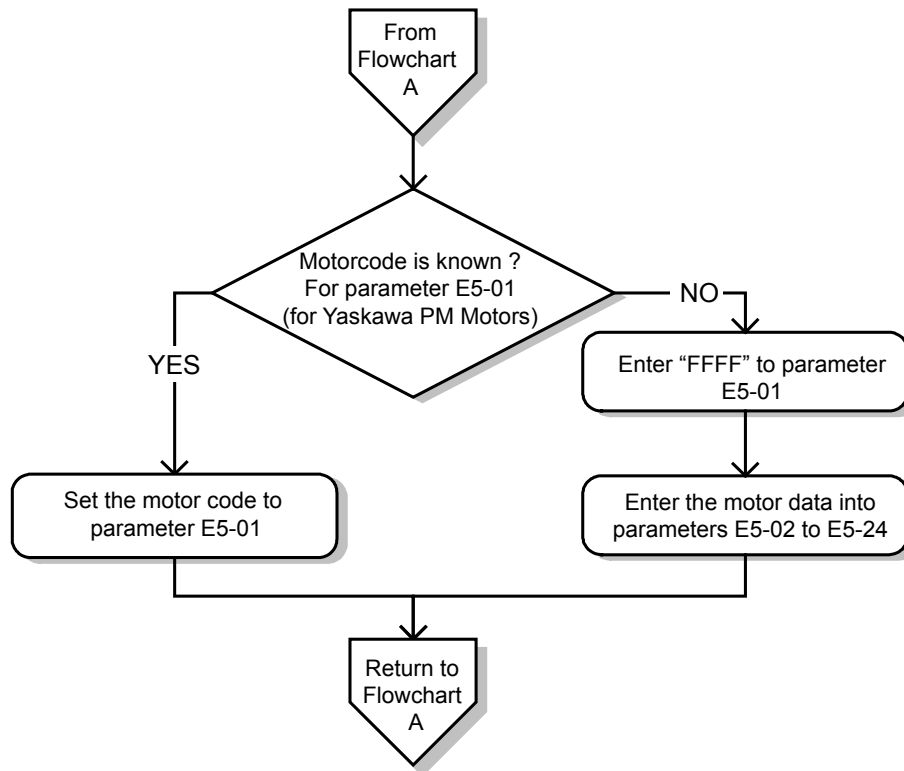 From
Flowchart
A
Motorcode is known ?
For parameter E5-01
(for Yaskawa PM Motors)
YES
NO
Enter “FFFF” to parameter
E5-01
Set the motor code to
parameter E5-01
Enter the motor data into
parameters E5-02 to E5-24
Return to
Flowchart
A